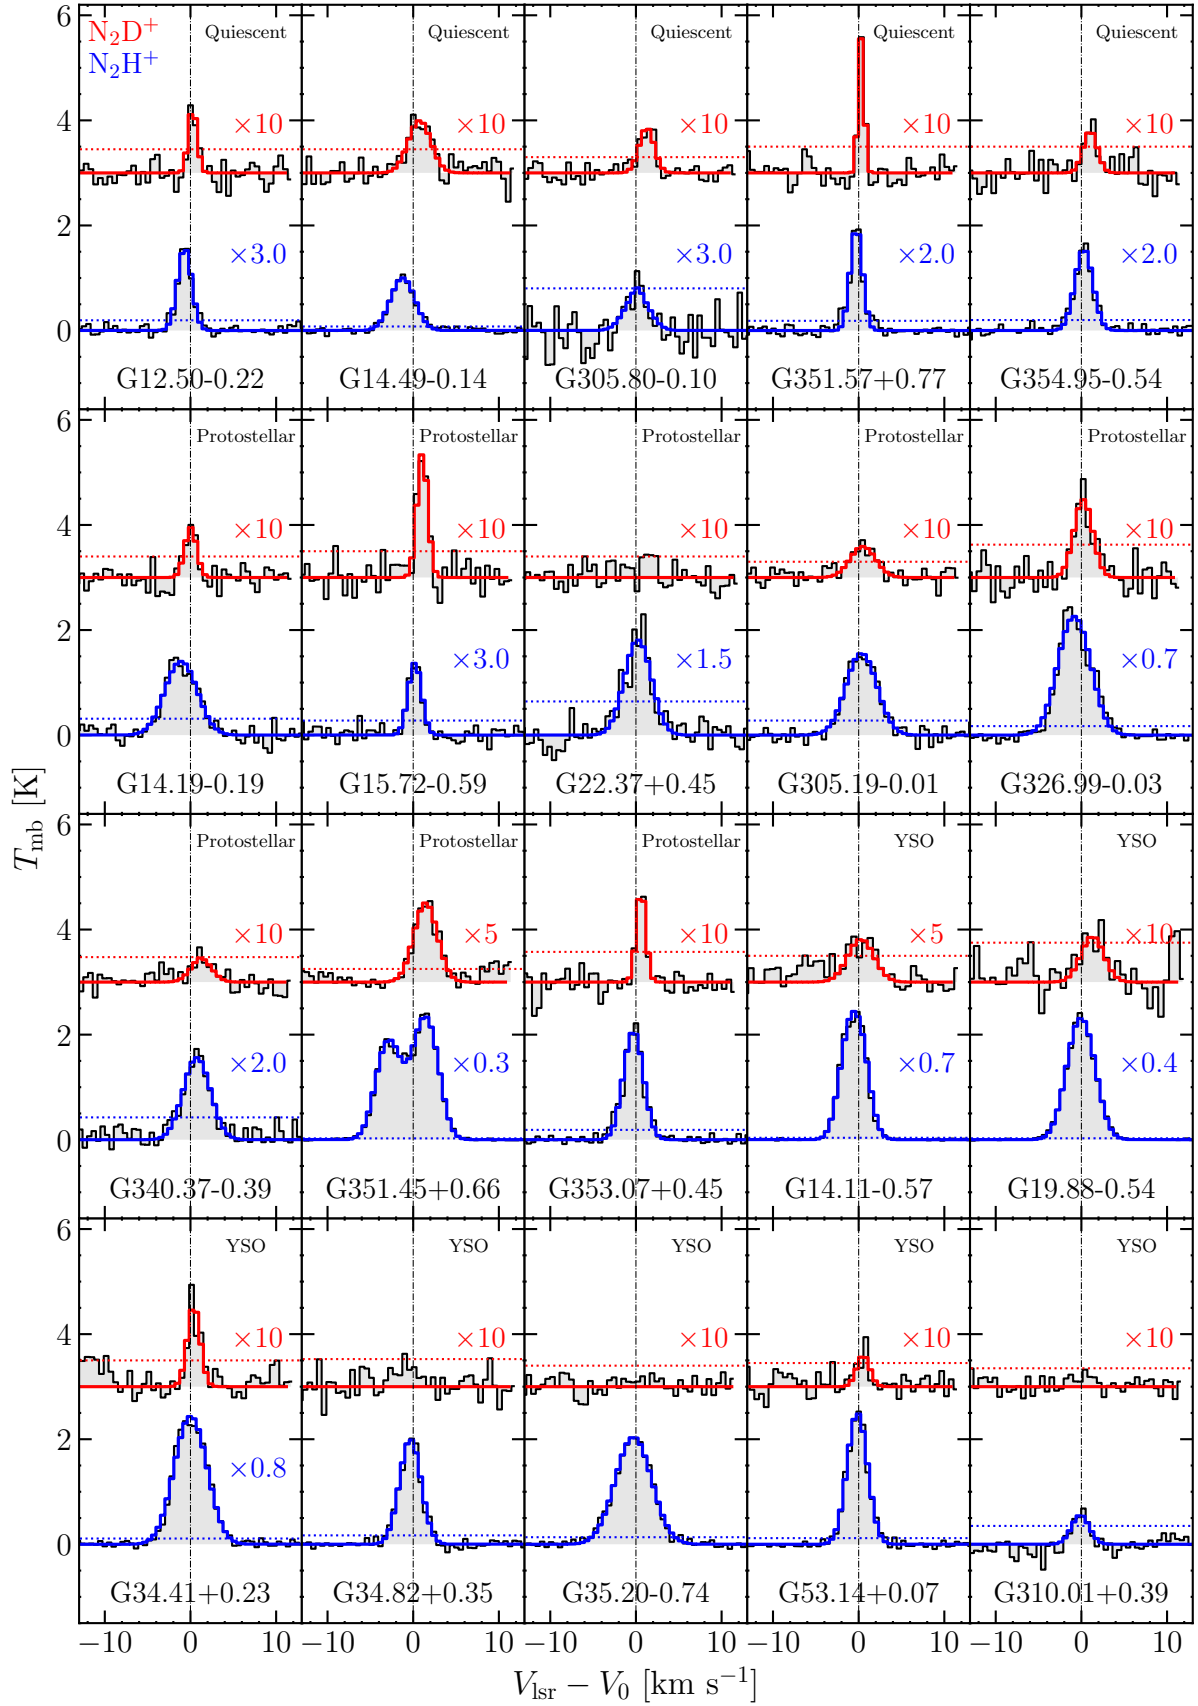 N₂D⁺
N₂H⁺
T_mb [K]
6
4
2
0
Quiescent
×10
×3.0
G12.50-0.22
Quiescent
×10
G14.49-0.14
Quiescent
×10
×3.0
G305.80-0.10
Quiescent
×10
×2.0
G351.57+0.77
Quiescent
×10
×2.0
G354.95-0.54
6
4
2
0
Protostellar
×10
G14.19-0.19
Protostellar
×10
×3.0
G15.72-0.59
Protostellar
×10
×1.5
G22.37+0.45
Protostellar
×10
G305.19-0.01
Protostellar
×10
×0.7
G326.99-0.03
6
4
2
0
Protostellar
×10
×2.0
G340.37-0.39
Protostellar
×5
×0.3
G351.45+0.66
Protostellar
×10
G353.07+0.45
YSO
×5
×0.7
G14.11-0.57
YSO
×10
×0.4
G19.88-0.54
6
4
2
0
YSO
×10
×0.8
G34.41+0.23
YSO
×10
G34.82+0.35
YSO
×10
G35.20-0.74
YSO
×10
G53.14+0.07
YSO
×10
G310.01+0.39
−10 0 10 −10 0 10 −10 0 10 −10 0 10 −10 0 10
V_lsr − V₀ [km s⁻¹]